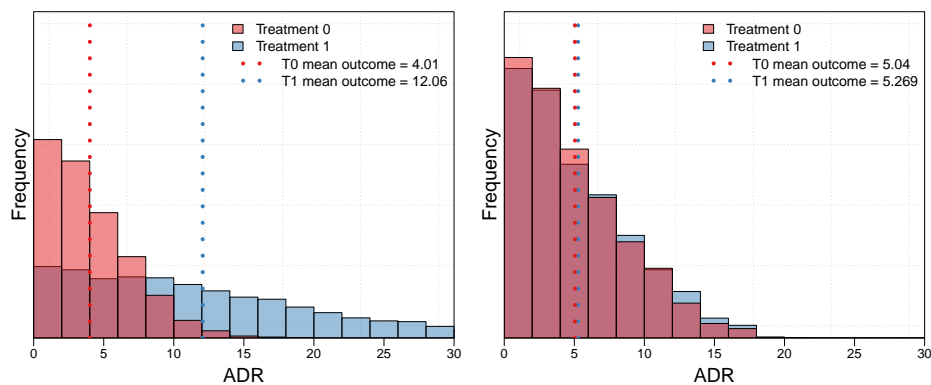 Treatment 0
Treatment 1
T0 mean outcome = 4.01
T1 mean outcome = 12.06
Frequency
0 5 10 15 20 25 30
ADR
Treatment 0
Treatment 1
T0 mean outcome = 5.04
T1 mean outcome = 5.269
Frequency
0 5 10 15 20 25 30
ADR